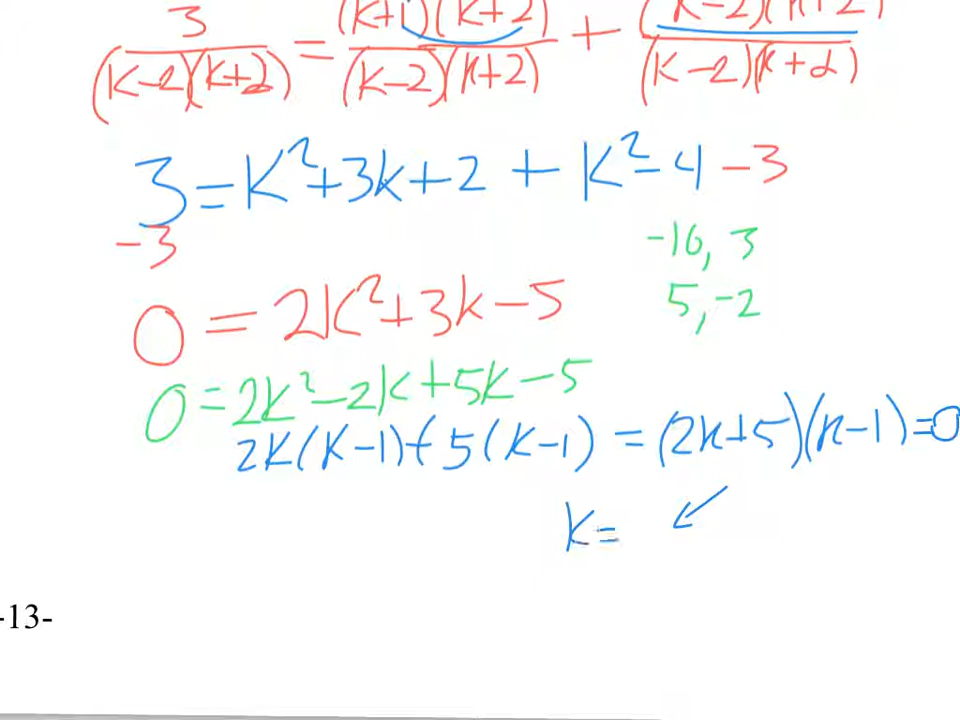 3 (k+1)(k+2) (k-2)(k+2)
— = — + —
(k-2)(k+2) (k-2)(k+2) (k-2)(k+2)
3 = k²+3k+2 + k²-4 -3
-3
-10, 3
5, -2
0 = 2k²+3k-5
0 = 2k²-2k+5k-5
2k(k-1)+5(k-1) = (2k+5)(k-1)=0
k=
-13-